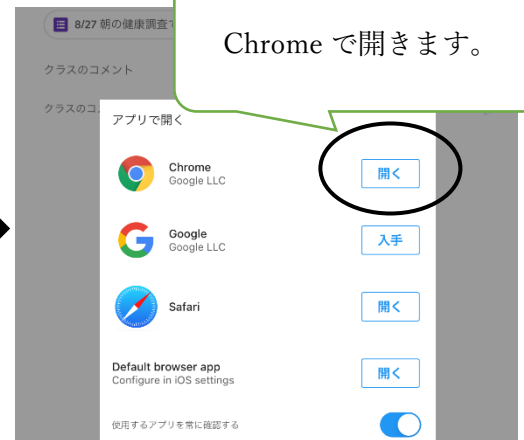 8/27 朝の健康調査
Chrome で開きます。
クラスのコメント
クラスのコ
アプリで開く
Chrome
Google LLC
開く
Google
Google LLC
入手
Safari
開く
Default browser app
Configure in iOS settings
開く
使用するアプリを常に確認する